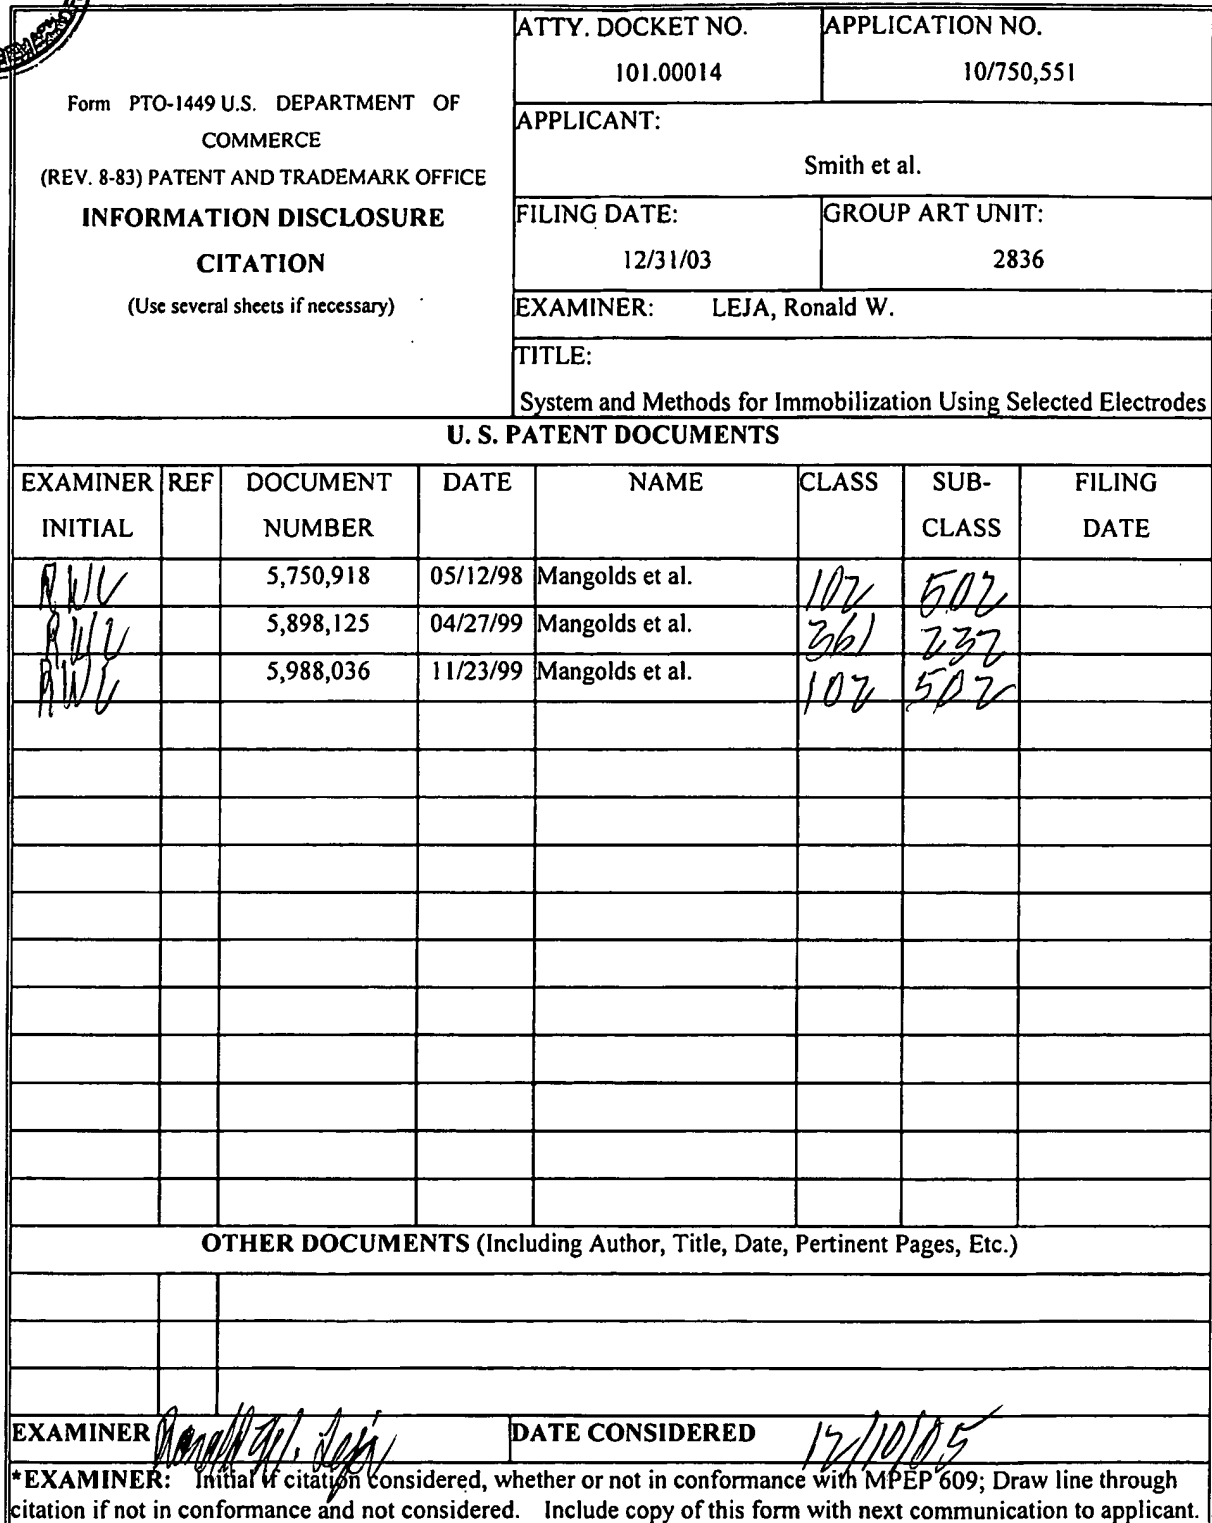 ATTY. DOCKET NO.
101.00014
APPLICATION NO.
10/750,551
Form PTO-1449 U.S. DEPARTMENT OF
COMMERCE
(REV. 8-83) PATENT AND TRADEMARK OFFICE
INFORMATION DISCLOSURE
CITATION
(Use several sheets if necessary)
APPLICANT:
Smith et al.
FILING DATE:
12/31/03
GROUP ART UNIT:
2836
EXAMINER: LEJA, Ronald W.
TITLE:
System and Methods for Immobilization Using Selected Electrodes
U. S. PATENT DOCUMENTS
EXAMINER INITIAL REF DOCUMENT NUMBER DATE NAME CLASS SUB-CLASS FILING DATE
RWL 5,750,918 05/12/98 Mangolds et al. 102 502
RWL 5,898,125 04/27/99 Mangolds et al. 361 232
RWL 5,988,036 11/23/99 Mangolds et al. 102 502
OTHER DOCUMENTS (Including Author, Title, Date, Pertinent Pages, Etc.)
EXAMINER Ronald W. Leja DATE CONSIDERED 12/10/05
*EXAMINER: Initial if citation considered, whether or not in conformance with MPEP 609; Draw line through
citation if not in conformance and not considered. Include copy of this form with next communication to applicant.